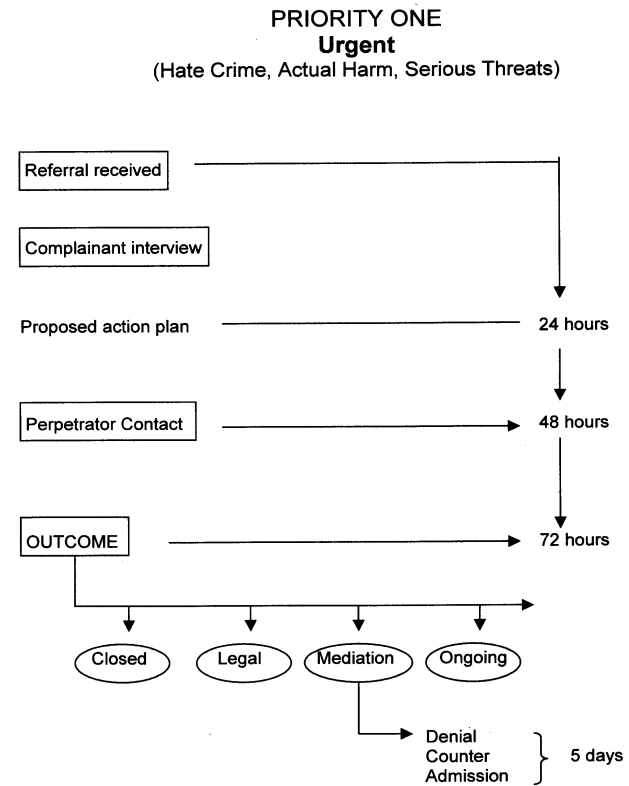 PRIORITY ONE
Urgent
(Hate Crime, Actual Harm, Serious Threats)
Referral received
Complainant interview
Proposed action plan
24 hours
Perpetrator Contact
48 hours
OUTCOME
72 hours
Closed
Legal
Mediation
Ongoing
Denial
Counter
Admission
5 days